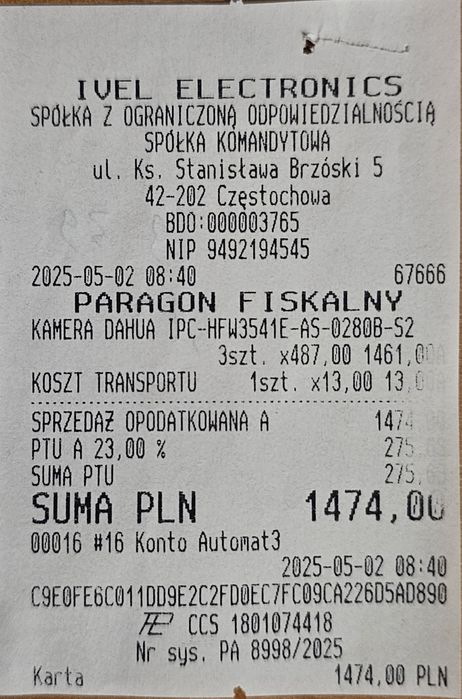 IVEL ELECTRONICS
SPÓŁKA Z OGRANICZONĄ ODPOWIEDZIALNOŚCIĄ
SPÓŁKA KOMANDYTOWA
ul. Ks. Stanisława Brzóski 5
42-202 Częstochowa
BDO:000003765
NIP 9492194545
2025-05-02 08:40 67666
PARAGON FISKALNY
KAMERA DAHUA IPC-HFW3541E-AS-0280B-S2
3szt. x487,00 1461,00A
KOSZT TRANSPORTU 1szt. x13,00 13,0
SPRZEDAŻ OPODATKOWANA A 1474
PTU A 23,00 % 275
SUMA PTU 275,
SUMA PLN 1474,00
00016 #16 Konto Automat3
2025-05-02 08:40
C9E0FE6C011DD9E2C2FD0EC7FC09CA226D5AD890
CCS 1801074418
Nr sys. PA 8998/2025
Karta 1474,00 PLN